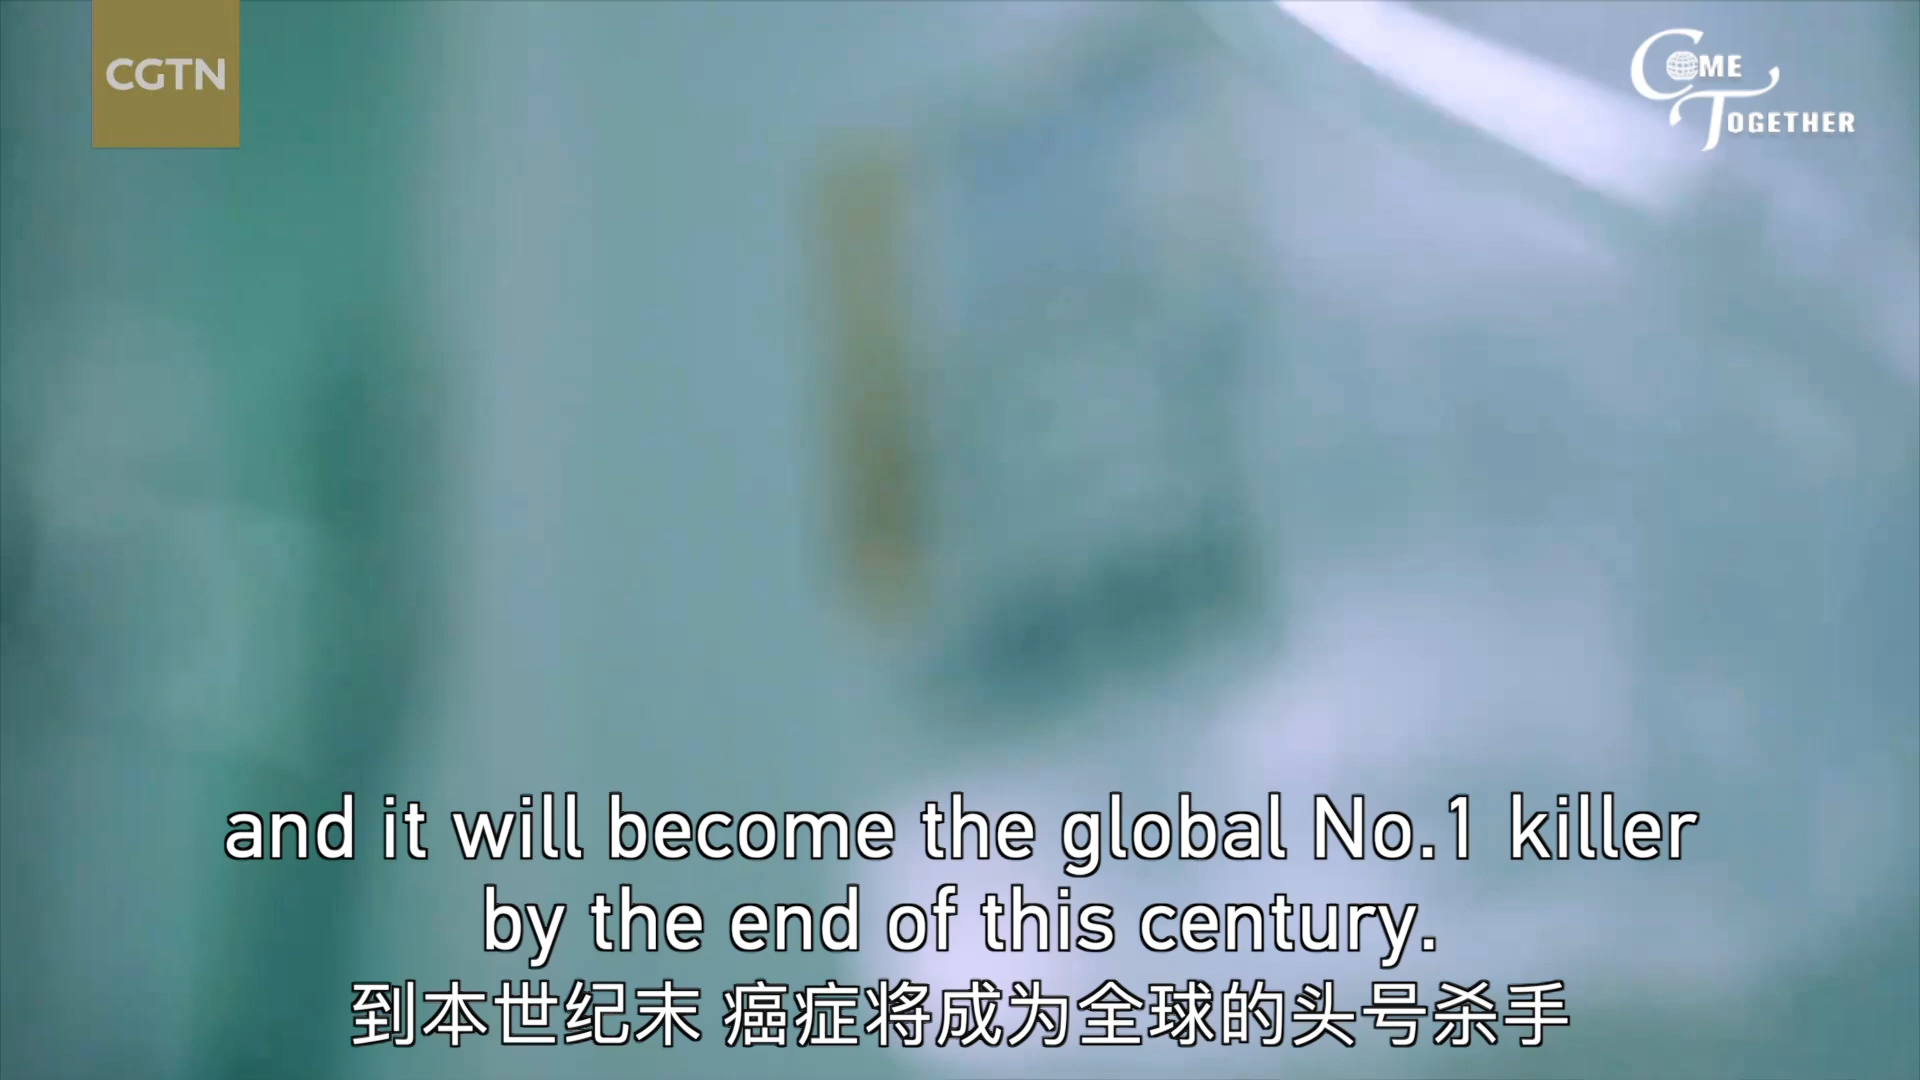 CGTN
COME
TOGETHER
and it will become the global No.1 killer
by the end of this century.
到本世纪末 癌症将成为全球的头号杀手